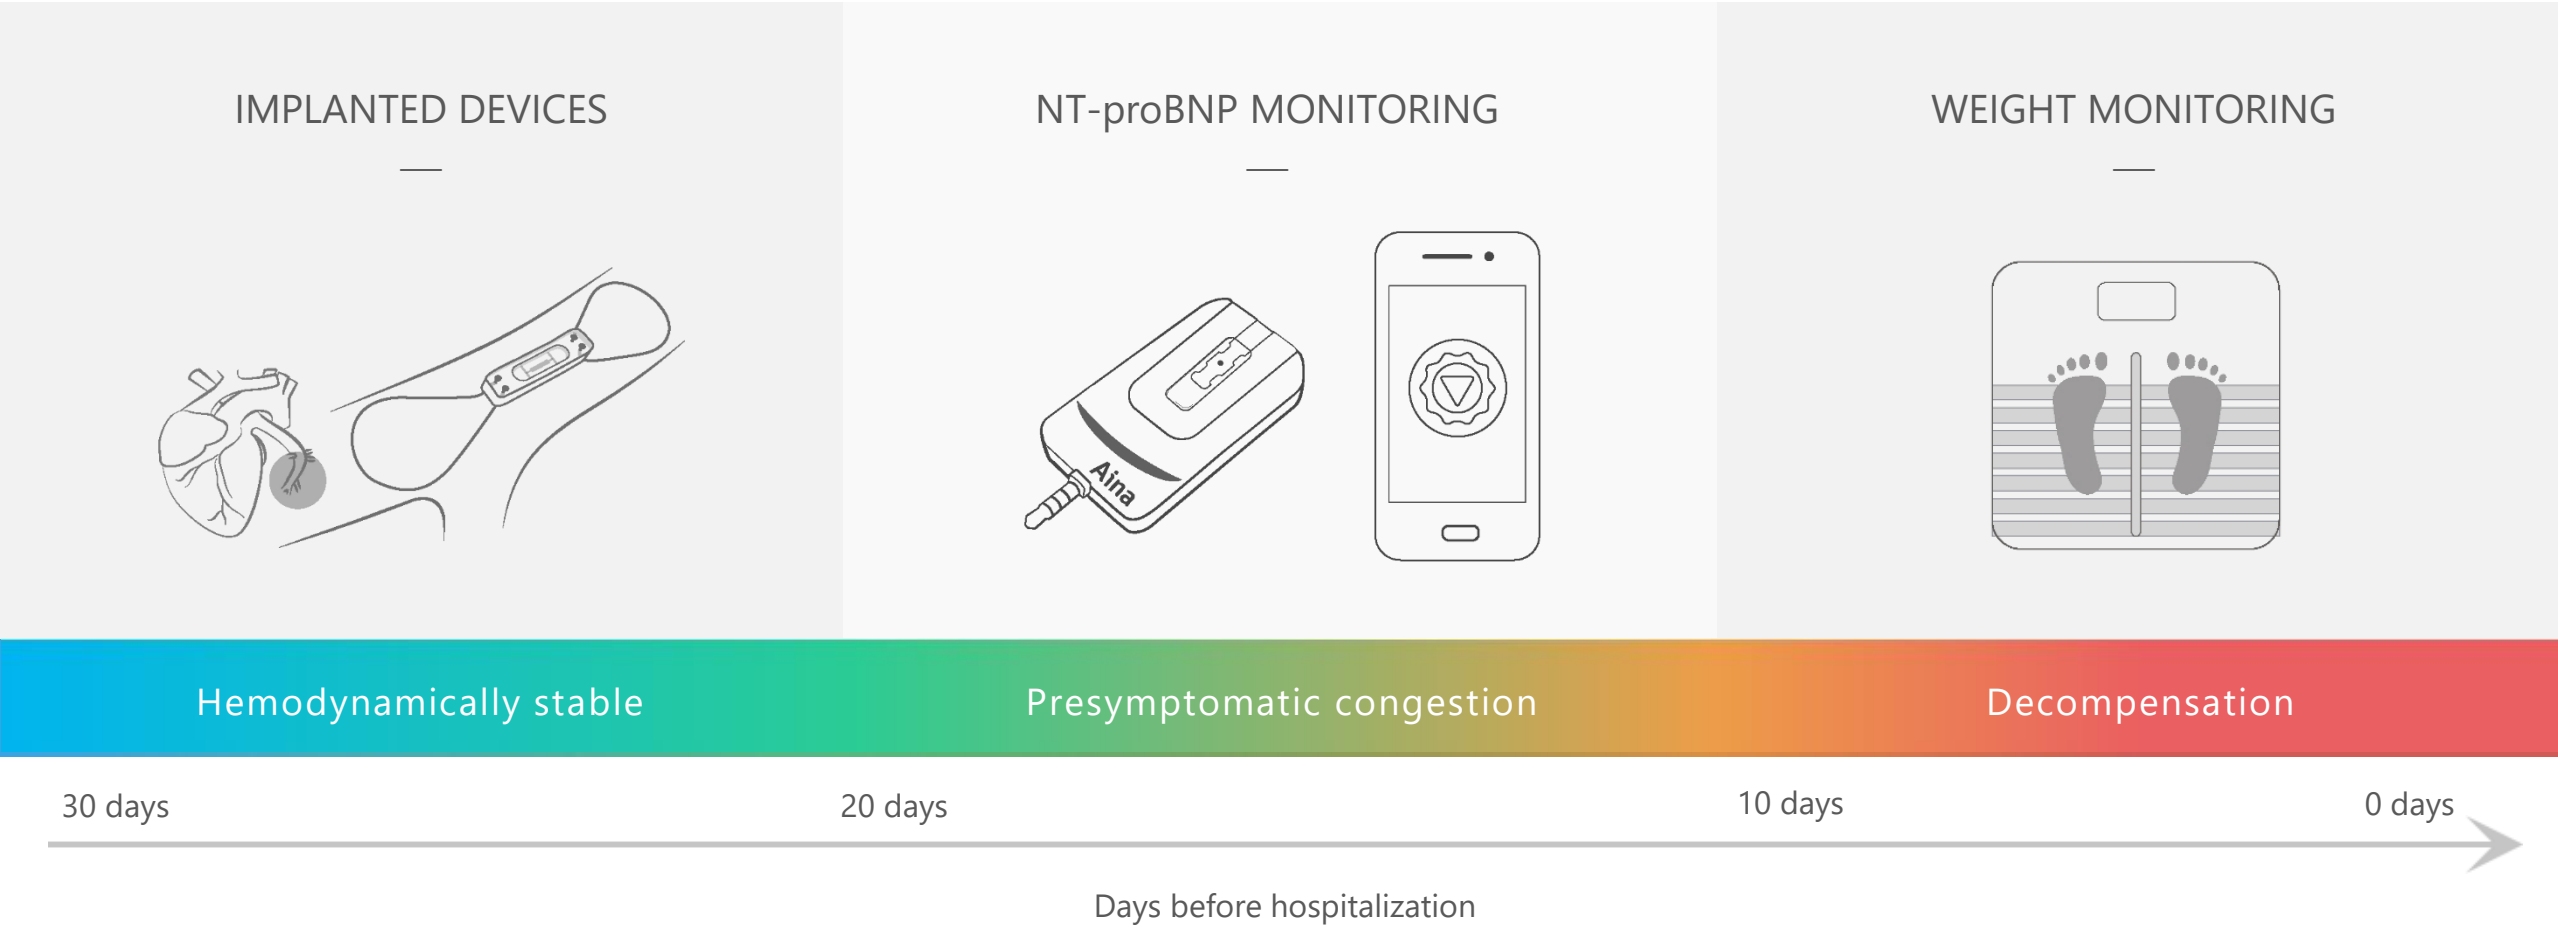 IMPLANTED DEVICES
NT-proBNP MONITORING
WEIGHT MONITORING
Aina
Hemodynamically stable
Presymptomatic congestion
Decompensation
30 days
20 days
10 days
0 days
Days before hospitalization